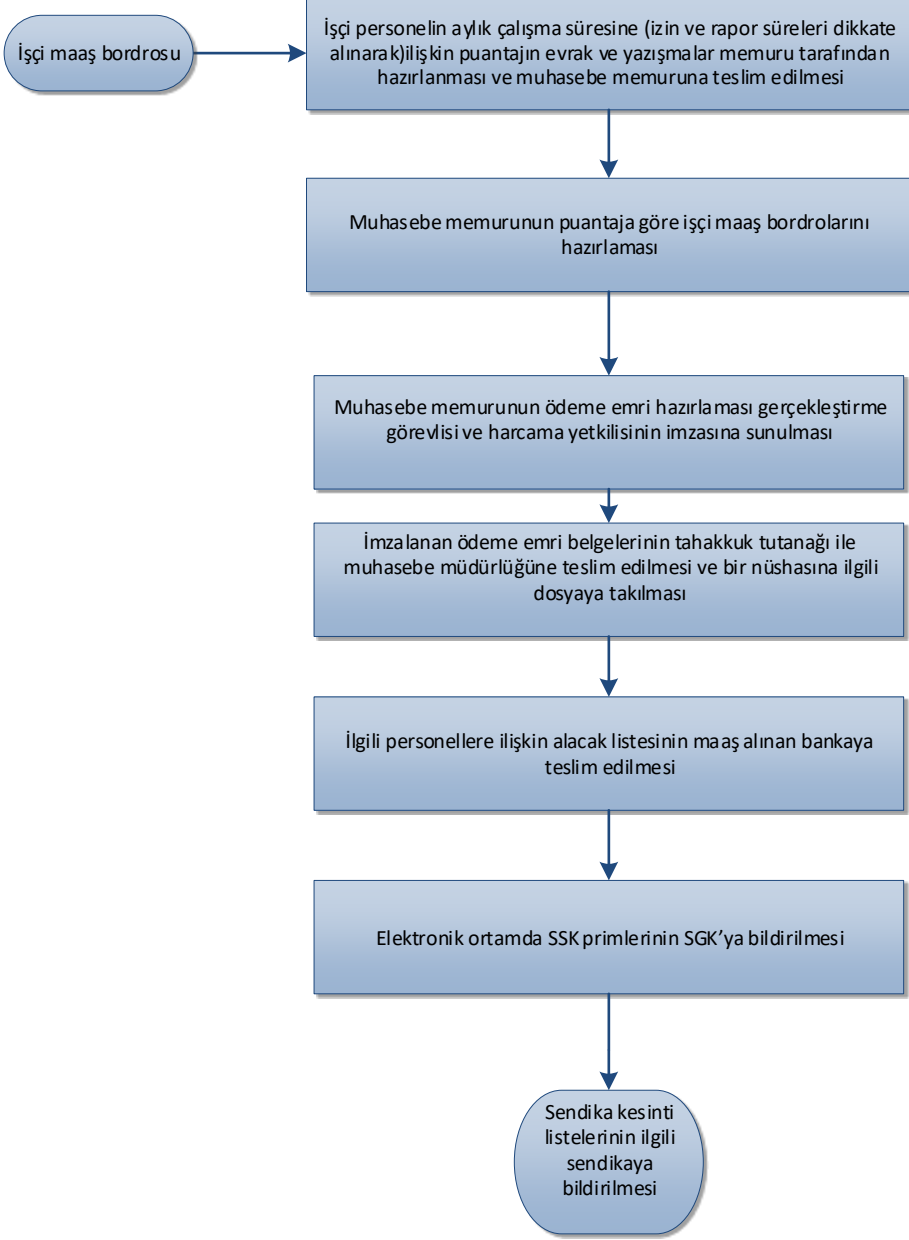 İşçi maaş bordrosu
İşçi personelin aylık çalışma süresine (izin ve rapor süreleri dikkate
alınarak)ilişkin puantajın evrak ve yazışmalar memuru tarafından
hazırlanması ve muhasebe memuruna teslim edilmesi
Muhasebe memurunun puantaja göre işçi maaş bordrolarını
hazırlaması
Muhasebe memurunun ödeme emri hazırlaması gerçekleştirme
görevlisi ve harcama yetkilisinin imzasına sunulması
İmzalanan ödeme emri belgelerinin tahakkuk tutanağı ile
muhasebe müdürlüğüne teslim edilmesi ve bir nüshasına ilgili
dosyaya takılması
İlgili personellere ilişkin alacak listesinin maaş alınan bankaya
teslim edilmesi
Elektronik ortamda SSK primlerinin SGK’ya bildirilmesi
Sendika kesinti
listelerinin ilgili
sendikaya
bildirilmesi